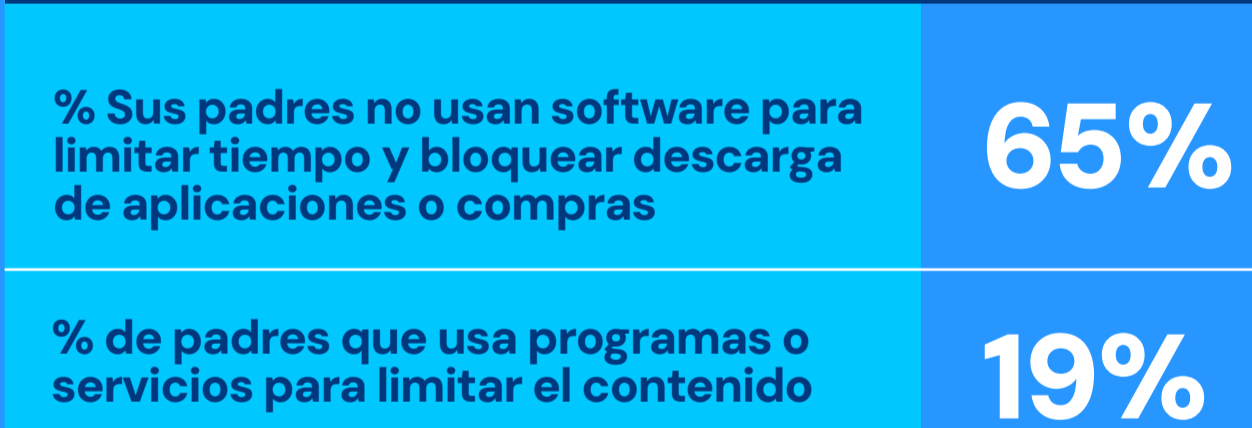 % Sus padres no usan software para
limitar tiempo y bloquear descarga
de aplicaciones o compras
65%
% de padres que usa programas o
servicios para limitar el contenido
19%